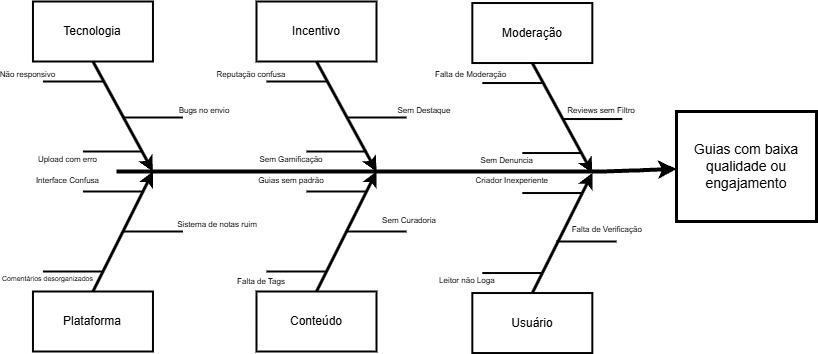 Tecnologia
Incentivo
Moderação
Não responsivo
Reputação confusa
Falta de Moderação
Bugs no envio
Sem Destaque
Reviews sem Filtro
Upload com erro
Sem Gamificação
Sem Denuncia
Guias com baixa
qualidade ou
engajamento
Interface Confusa
Guias sem padrão
Criador Inexperiente
Sistema de notas ruim
Sem Curadoria
Falta de Verificação
Comentários desorganizados
Falta de Tags
Leitor não Loga
Plataforma
Conteúdo
Usuário